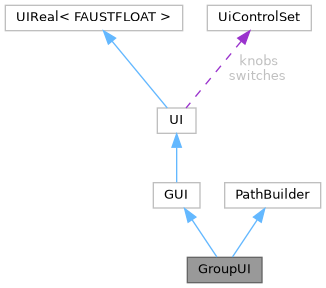 UIReal< FAUSTFLOAT >
UiControlSet
knobs
switches
UI
GUI
PathBuilder
GroupUI